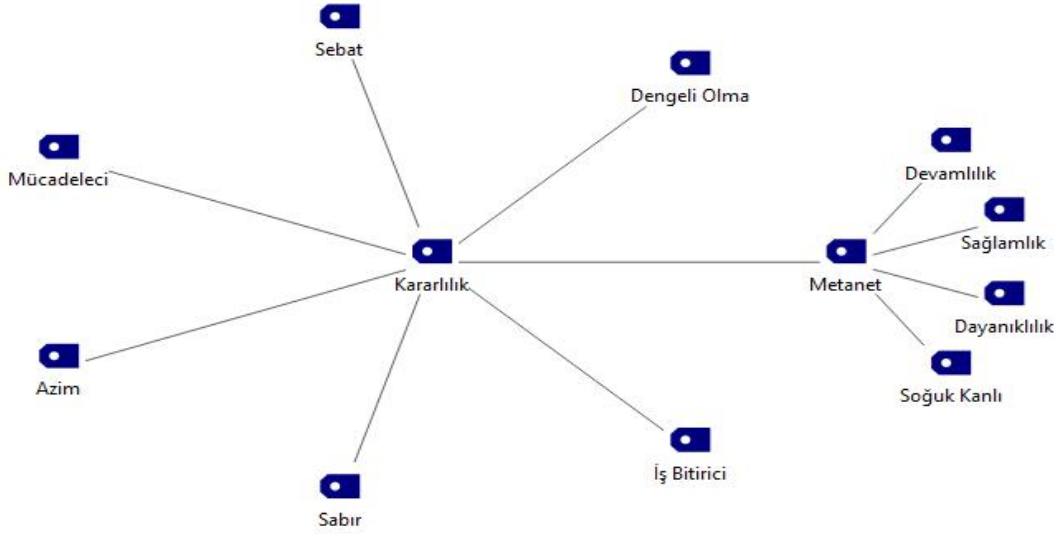 Sebat
Dengeli Olma
Devamlılık
Mücadeleci
Sağlamlık
Kararlılık
Metanet
Dayanıklılık
Azim
Soğuk Kanlı
İş Bitirici
Sabır